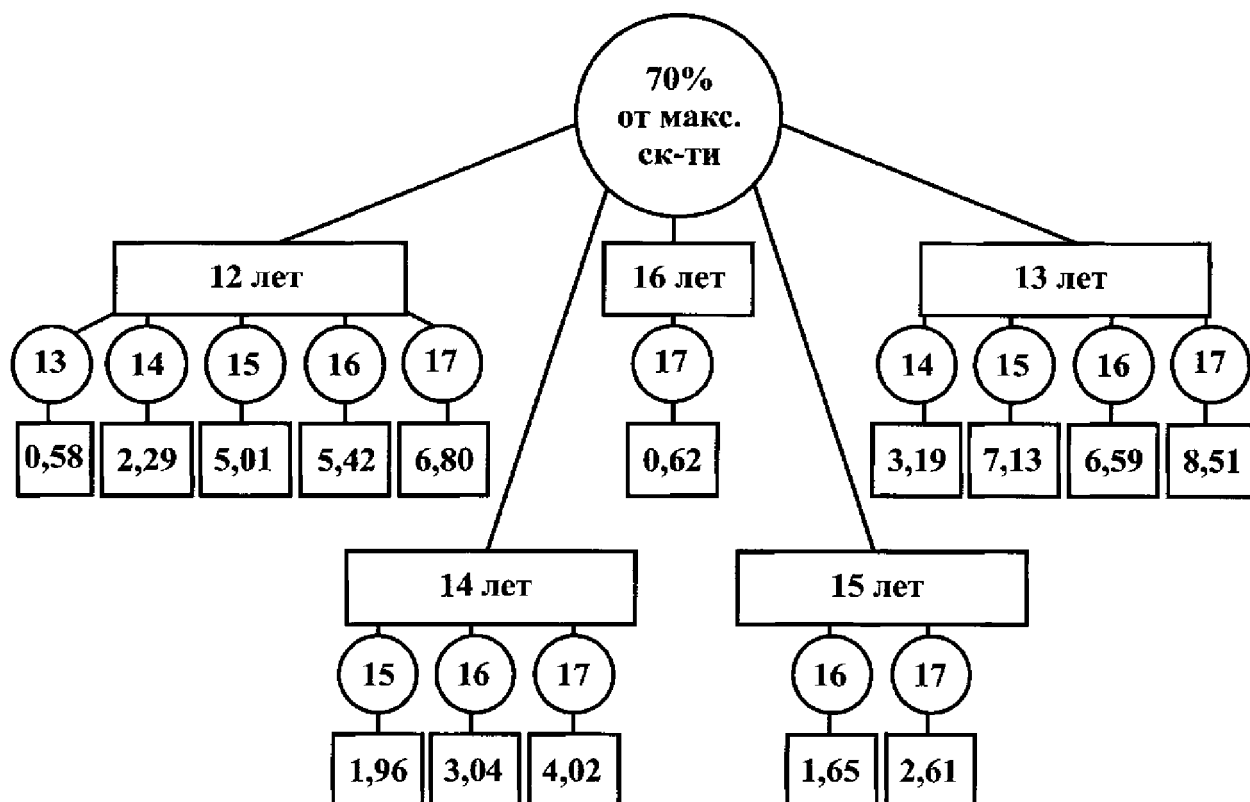 70%
от макс.
ск-ти
12 лет
16 лет
13 лет
13 14 15 16 17
17
14 15 16 17
0,58 2,29 5,01 5,42 6,80
0,62
3,19 7,13 6,59 8,51
14 лет
15 лет
15 16 17
16 17
1,96 3,04 4,02
1,65 2,61